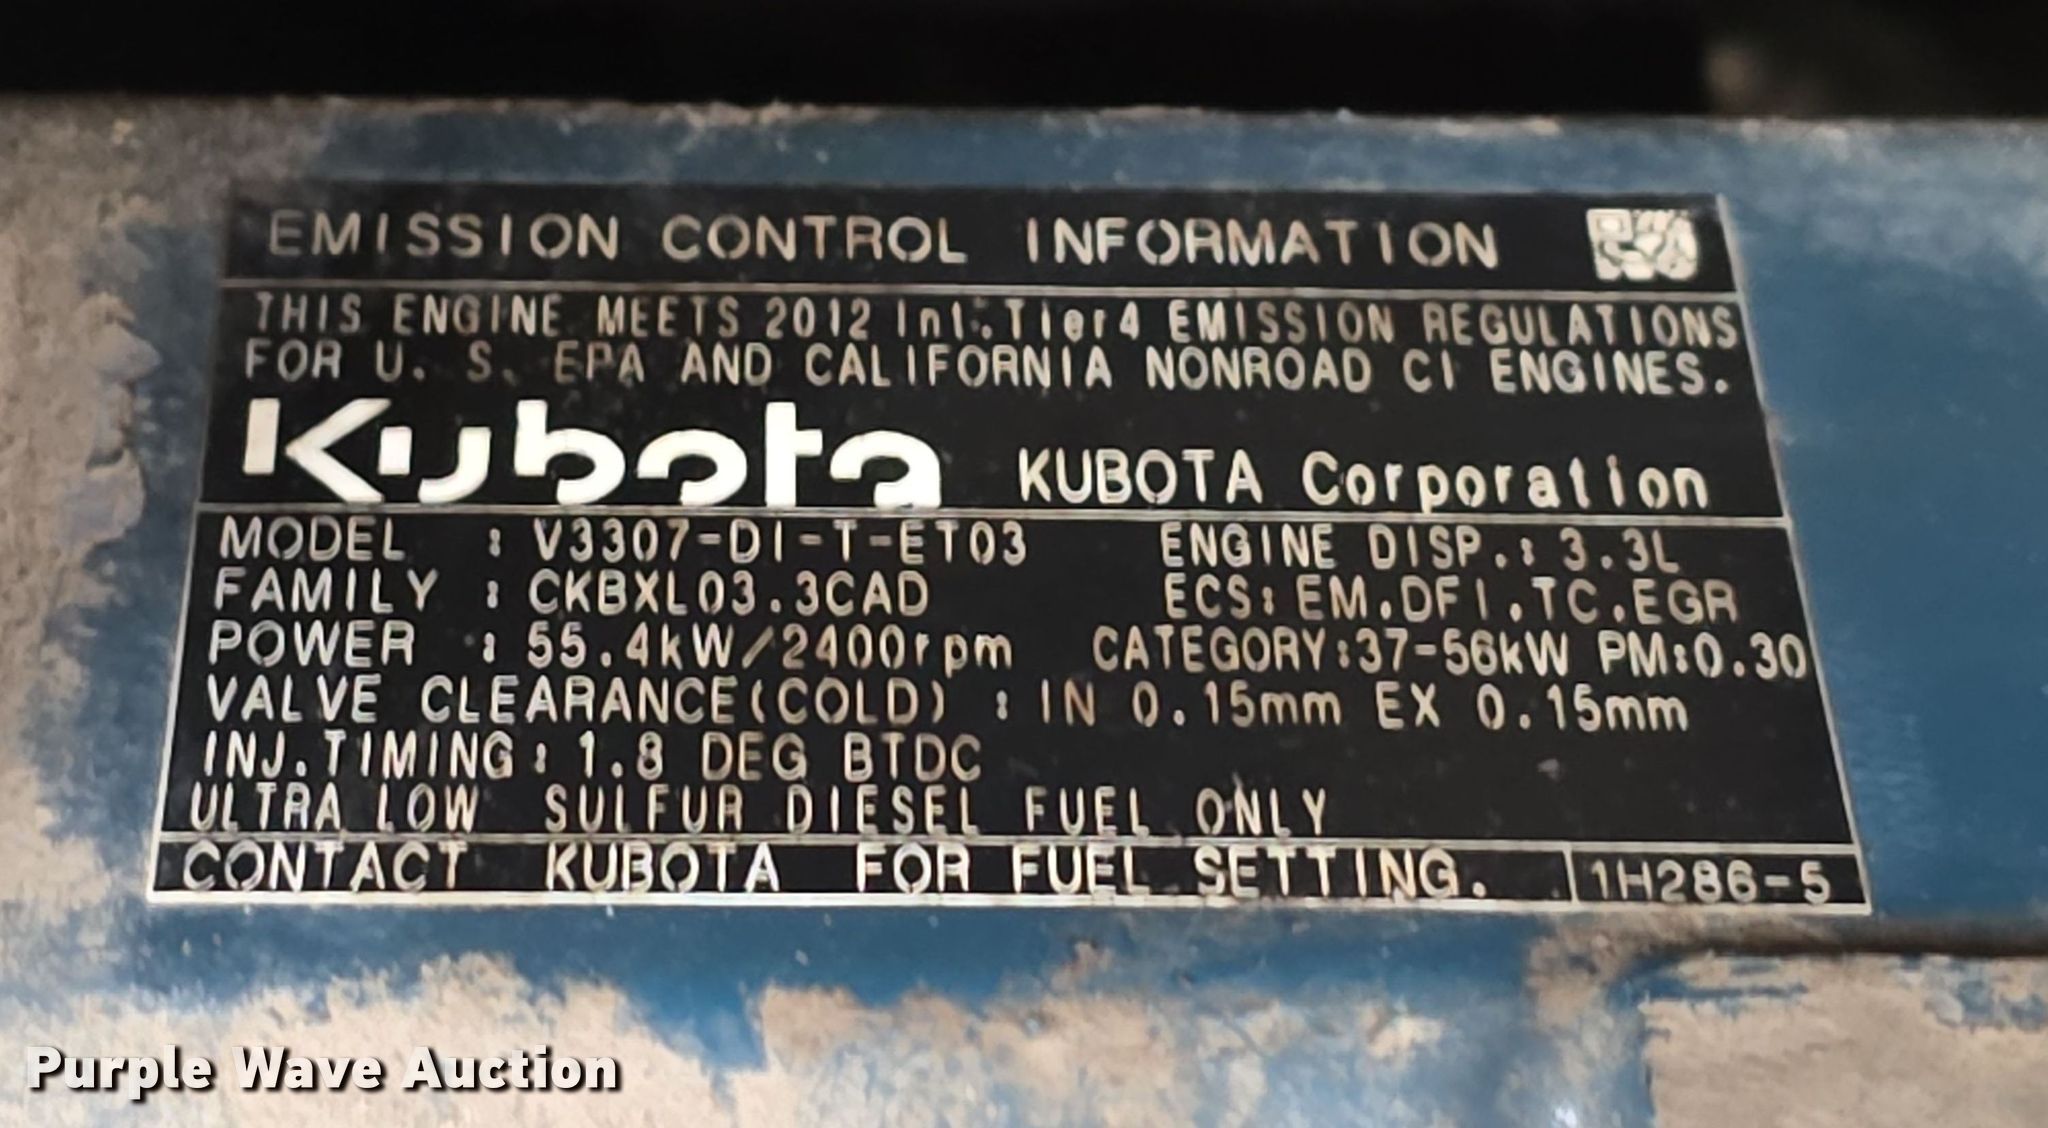 EMISSION CONTROL INFORMATION
THIS ENGINE MEETS 2012 Int.Tier4 EMISSION REGULATIONS
FOR U. S. EPA AND CALIFORNIA NONROAD CI ENGINES.
Kubota KUBOTA Corporation
MODEL : V3307-DI-T-ET03 ENGINE DISP.: 3.3L
FAMILY : CKBXL03.3CAD ECS: EM.DFI.TC.EGR
POWER : 55.4kW/2400rpm CATEGORY:37-56kW PM:0.30
VALVE CLEARANCE(COLD) : IN 0.15mm EX 0.15mm
INJ.TIMING: 1.8 DEG BTDC
ULTRA LOW SULFUR DIESEL FUEL ONLY
CONTACT KUBOTA FOR FUEL SETTING. 1H286-5
Purple Wave Auction